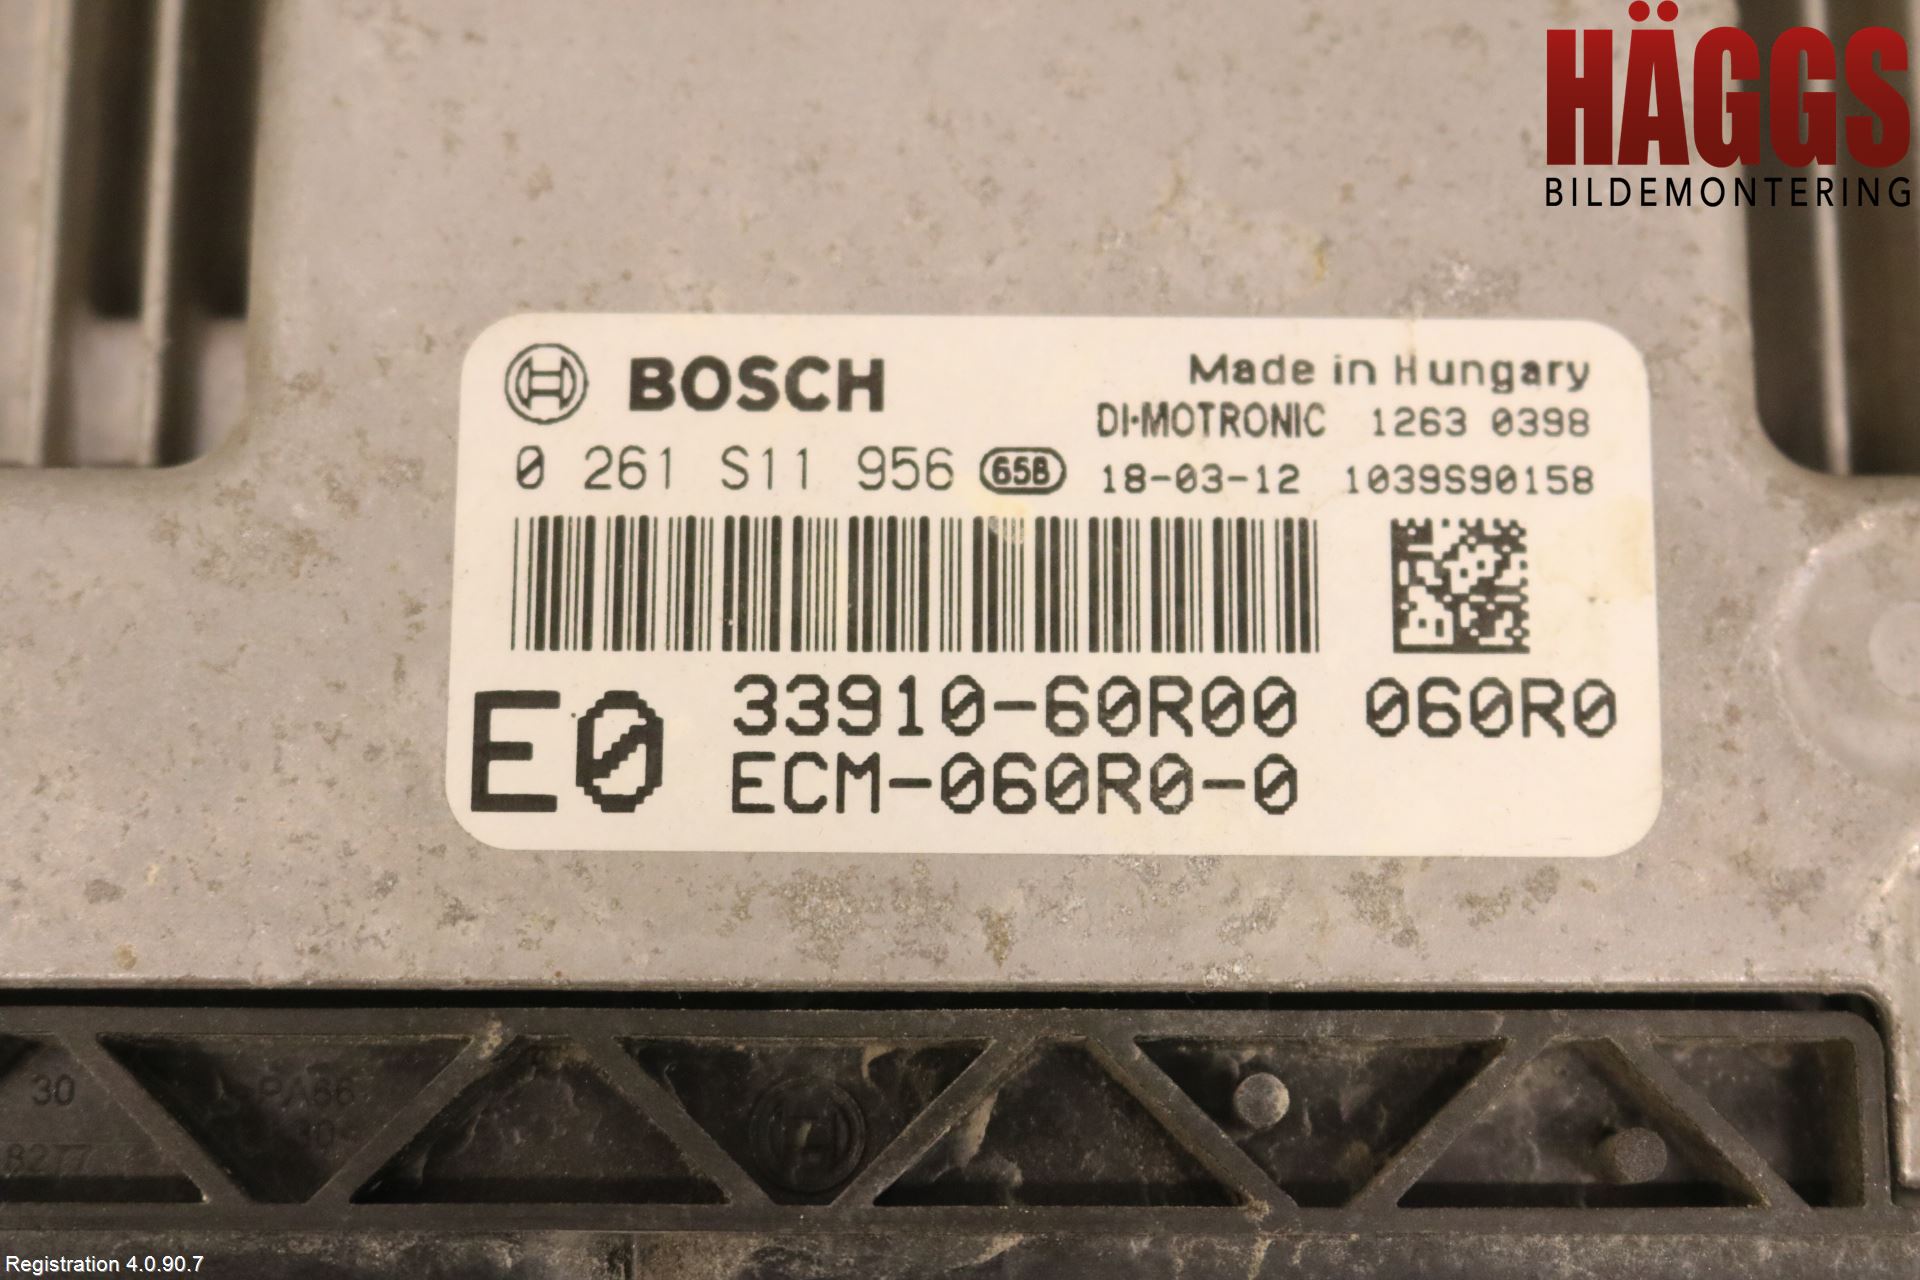 HÄGGS
BILDEMONTERING
BOSCH
Made in Hungary
DI·MOTRONIC 1263 0398
0 261 S11 956 65B 18-03-12 1039S90158
E0
33910-60R00 060R0
ECM-060R0-0
30
PA66
8277
Registration 4.0.90.7